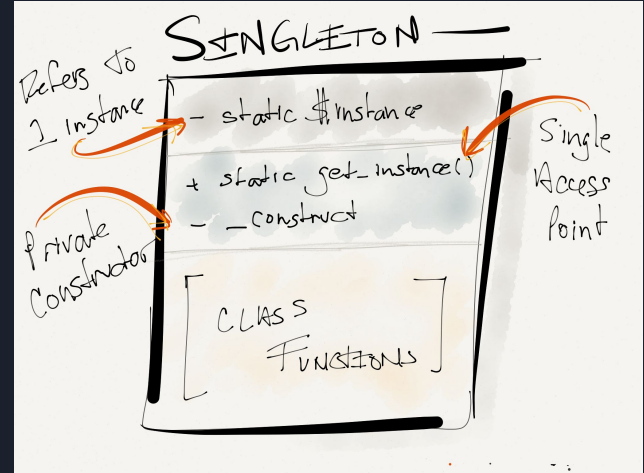 SINGLETON
Refers to
1 instance
- static $instance
+ static get_instance()
- _construct
Single
Access
Point
Private
Constructor
CLASS
FUNCTIONS